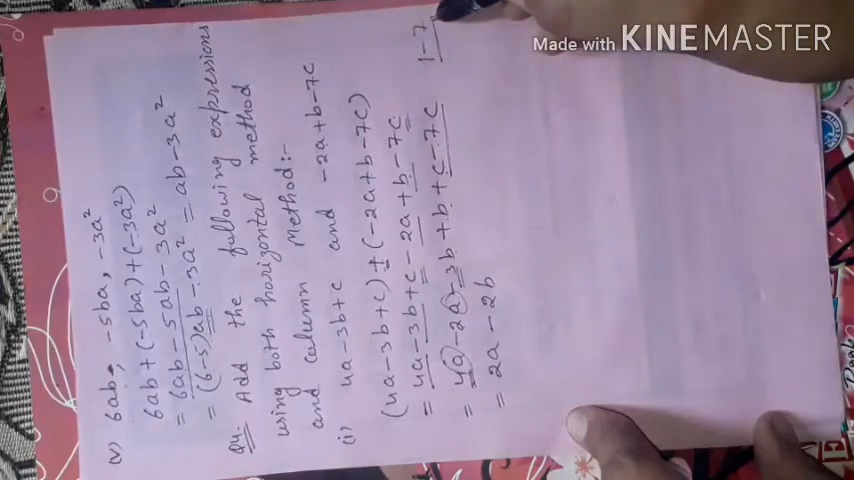 (v) 6ab, -5ba, -3a²
6ab + (-5ba) + (-3a²)
= 6ab - 5ab - 3a²
= (6-5)ab - 3a² = ab - 3a²
Q4. Add the following expressions
using both horizontal method
and column Method:-
(i) 4a - 3b + c and -2a + b - 7c
(4a - 3b + c) + (-2a + b - 7c)
= 4a - 3b + c - 2a + b - 7c
= 4a - 2a - 3b + b + c - 7c 1-7
= 2a - 2b
Made with KINEMASTER